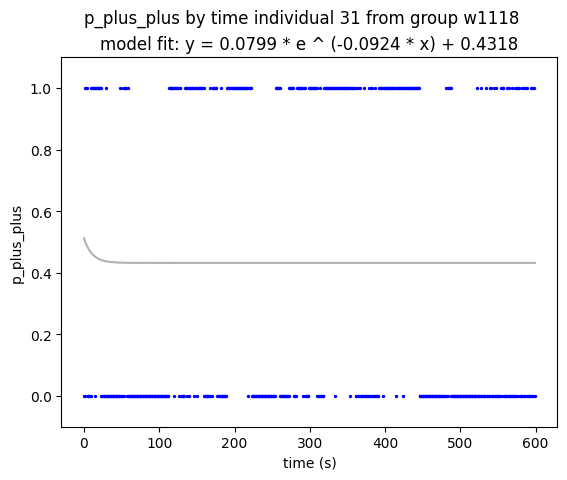 p_plus_plus by time individual 31 from group w1118
model fit: y = 0.0799 * e ^ (-0.0924 * x) + 0.4318
1.0
0.8
0.6
0.4
0.2
0.0
p_plus_plus
0 100 200 300 400 500 600
time (s)